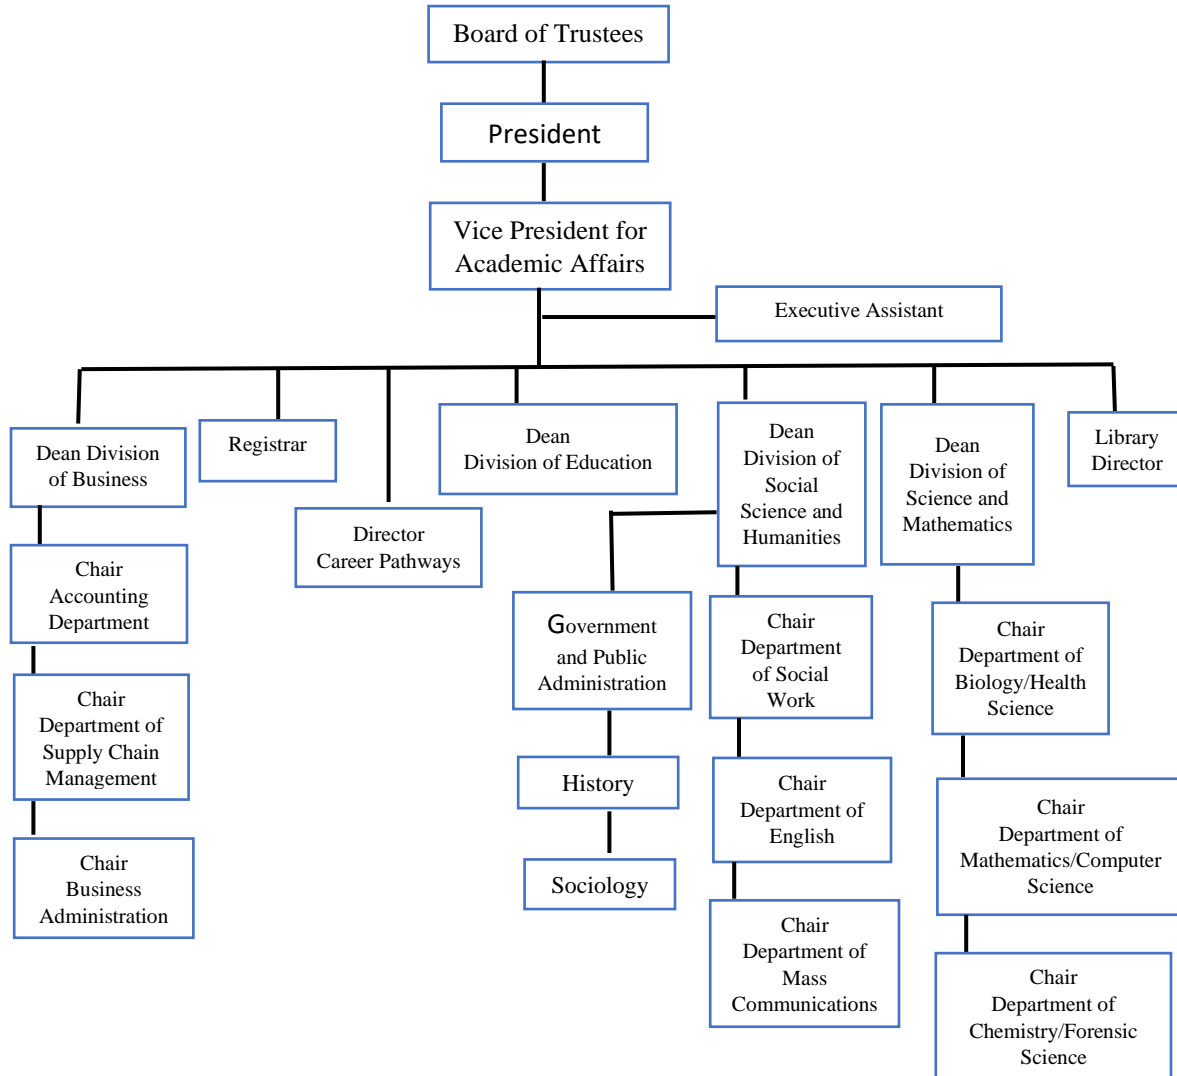 Board of Trustees
President
Vice President for
Academic Affairs
Executive Assistant
Dean Division
of Business
Registrar
Director
Career Pathways
Dean
Division of Education
Dean
Division of
Social
Science and
Humanities
Dean
Division of
Science and
Mathematics
Library
Director
Chair
Accounting
Department
Chair
Department of
Supply Chain
Management
Chair
Business
Administration
Government
and Public
Administration
History
Sociology
Chair
Department
of Social
Work
Chair
Department of
English
Chair
Department of
Mass
Communications
Chair
Department of
Biology/Health
Science
Chair
Department of
Mathematics/Computer
Science
Chair
Department of
Chemistry/Forensic
Science